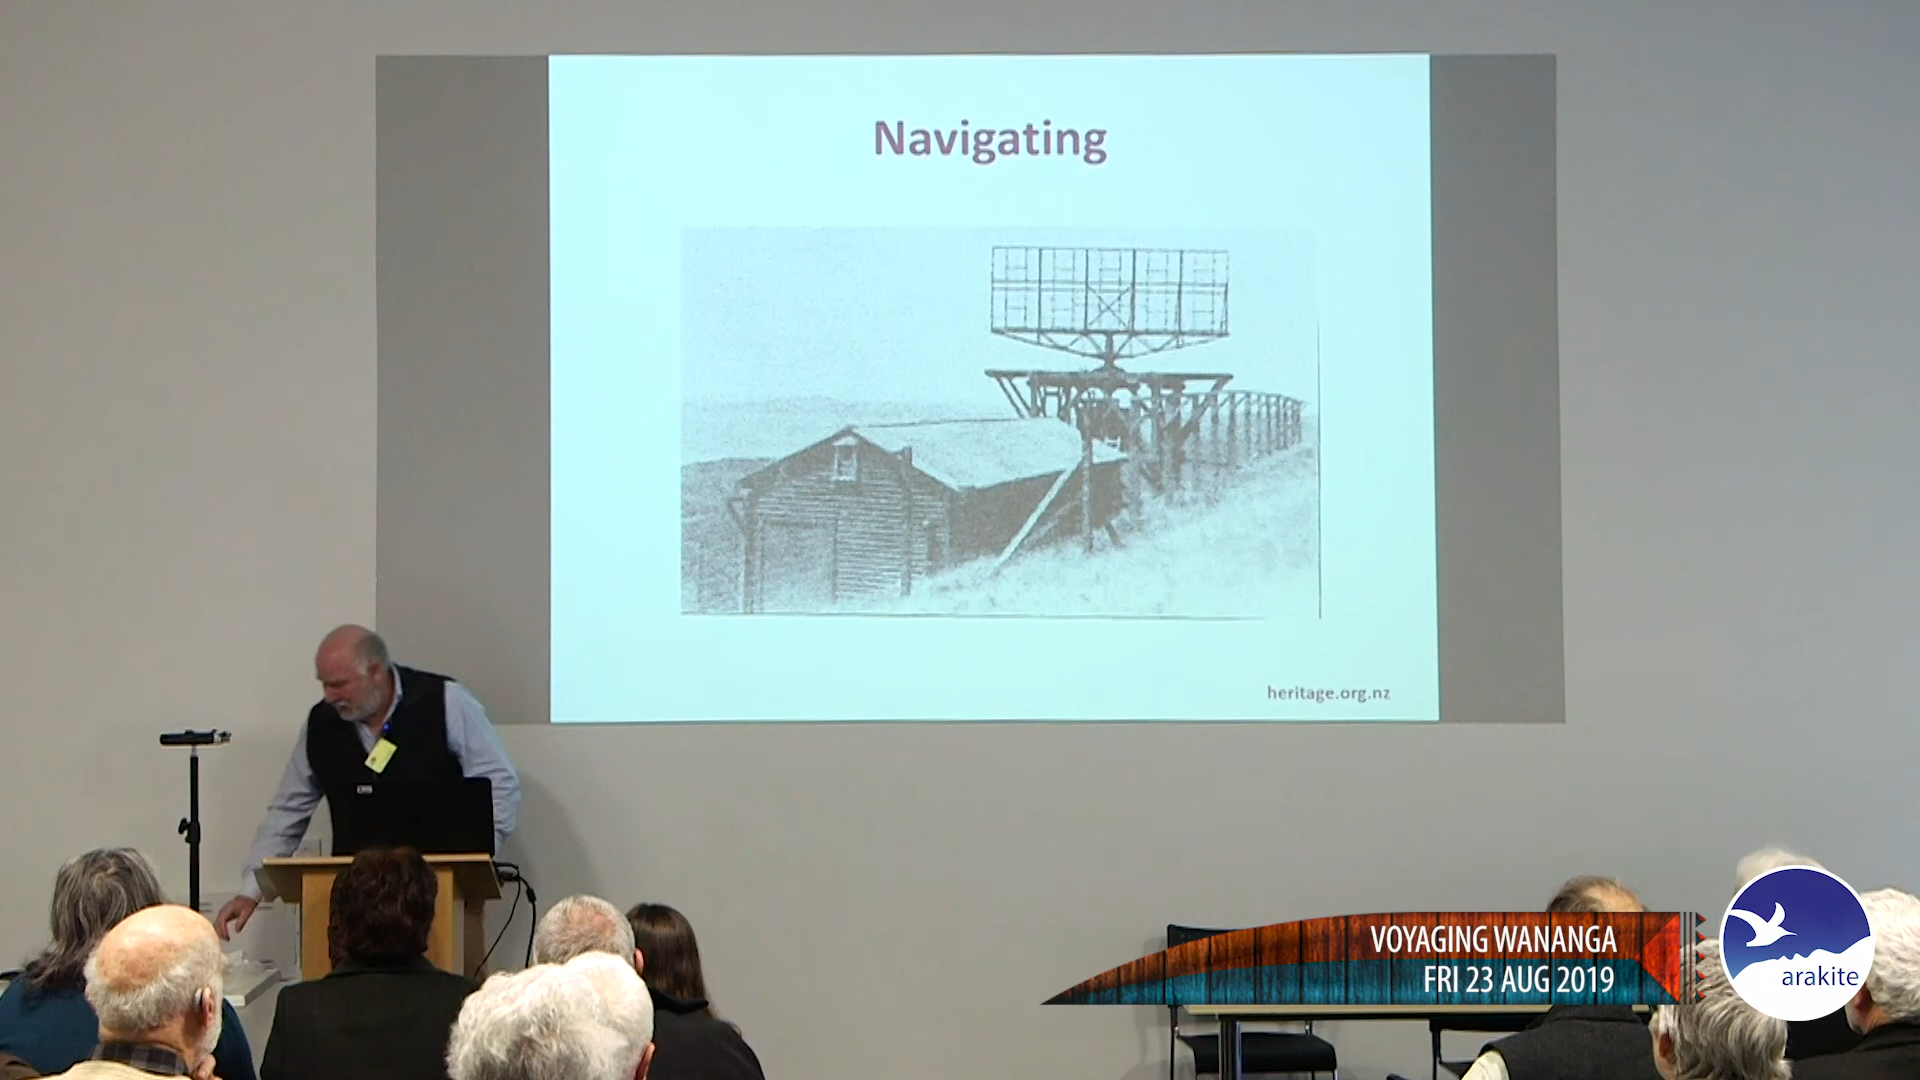 Navigating
heritage.org.nz
VOYAGING WANANGA
FRI 23 AUG 2019
arakite